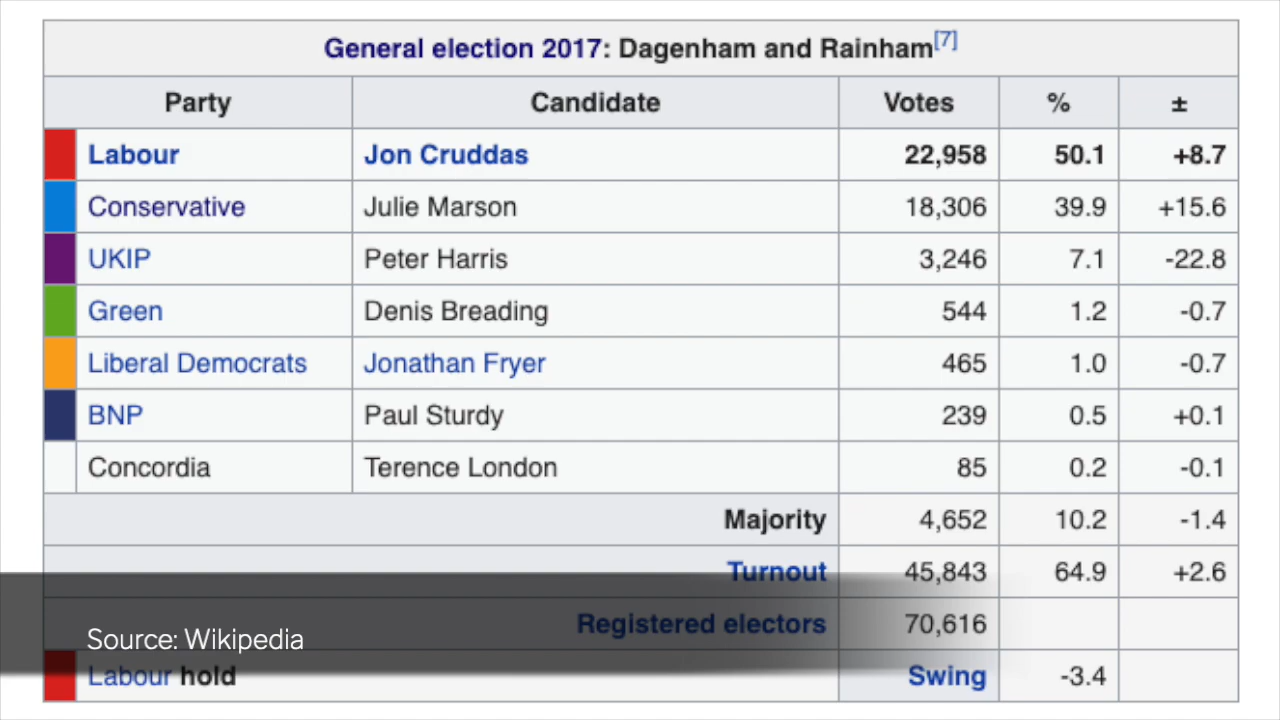 General election 2017: Dagenham and Rainham[7]
Party Candidate Votes % ±
Labour Jon Cruddas 22,958 50.1 +8.7
Conservative Julie Marson 18,306 39.9 +15.6
UKIP Peter Harris 3,246 7.1 -22.8
Green Denis Breading 544 1.2 -0.7
Liberal Democrats Jonathan Fryer 465 1.0 -0.7
BNP Paul Sturdy 239 0.5 +0.1
Concordia Terence London 85 0.2 -0.1
Majority 4,652 10.2 -1.4
Turnout 45,843 64.9 +2.6
Registered electors 70,616
Source: Wikipedia
Labour hold Swing -3.4